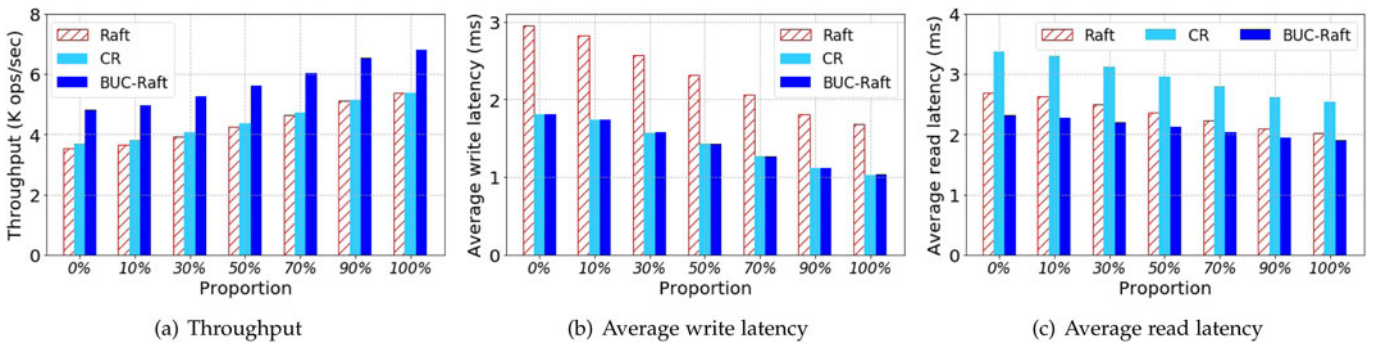 8
6
4
2
0
Throughput (K ops/sec)
Raft
CR
BUC-Raft
0% 10% 30% 50% 70% 90% 100%
Proportion
(a) Throughput
3
2
1
0
Average write latency (ms)
Raft
CR
BUC-Raft
0% 10% 30% 50% 70% 90% 100%
Proportion
(b) Average write latency
4
3
2
1
0
Average read latency (ms)
Raft CR BUC-Raft
0% 10% 30% 50% 70% 90% 100%
Proportion
(c) Average read latency